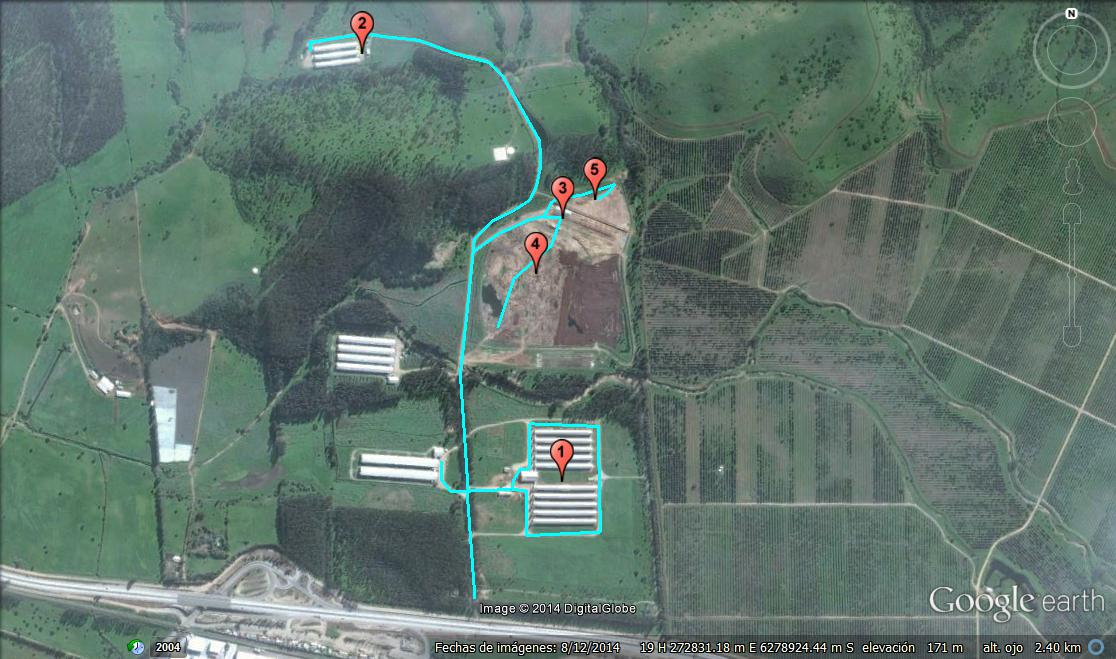 N
2
5
3
4
1
Image © 2014 DigitalGlobe
Google earth
2004
Fechas de imágenes: 8/12/2014 19 H 272831.18 m E 6278924.44 m S elevación 171 m alt. ojo 2.40 km